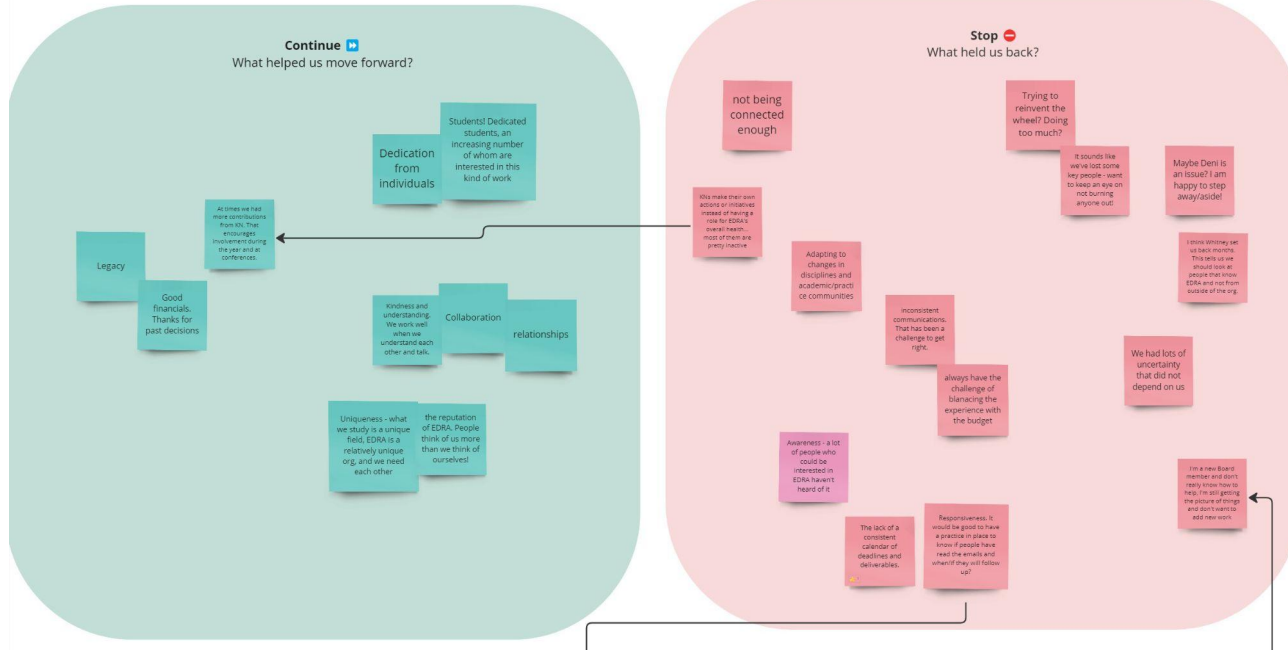 Continue ⏩
What helped us move forward?
Students! Dedicated
students, an
increasing number
of whom are
interested in this
kind of work
Dedication
from
individuals
At times we had
more contributions
from KN. That
encourages
involvement during
the year and at
conferences.
Legacy
Good
financials.
Thanks for
past decisions
Kindness and
understanding.
We work well
when we
understand each
other and talk.
Collaboration
relationships
Uniqueness - what
we study is a unique
field, EDRA is a
relatively unique
org, and we need
each other
the reputation
of EDRA. People
think of us more
than we think of
ourselves!
Stop ⛔
What held us back?
not being
connected
enough
Trying to
reinvent the
wheel? Doing
too much?
It sounds like
we've lost some
key people - want
to keep an eye on
not burning
anyone out!
Maybe Deni is
an issue? I am
happy to step
away/aside!
KNs make their own
actions or initiatives
instead of having a
role for EDRA's
overall health...
most of them are
pretty inactive
Adapting to
changes in
disciplines and
academic/practi
ce communities
I think Whitney set
us back months.
This tells us we
should look at
people that know
EDRA and not from
outside of the org.
inconsistent
communications.
That has been a
challenge to get
right.
always have the
challenge of
blanacing the
experience with
the budget
We had lots of
uncertainty
that did not
depend on us
Awareness - a lot
of people who
could be
interested in
EDRA haven't
heard of it
I'm a new Board
member and don't
really know how to
help, I'm still getting
the picture of things
and don't want to
add new work
The lack of a
consistent
calendar of
deadlines and
deliverables.
Responsiveness. It
would be good to have
a practice in place to
know if people have
read the emails and
when/if they will follow
up?